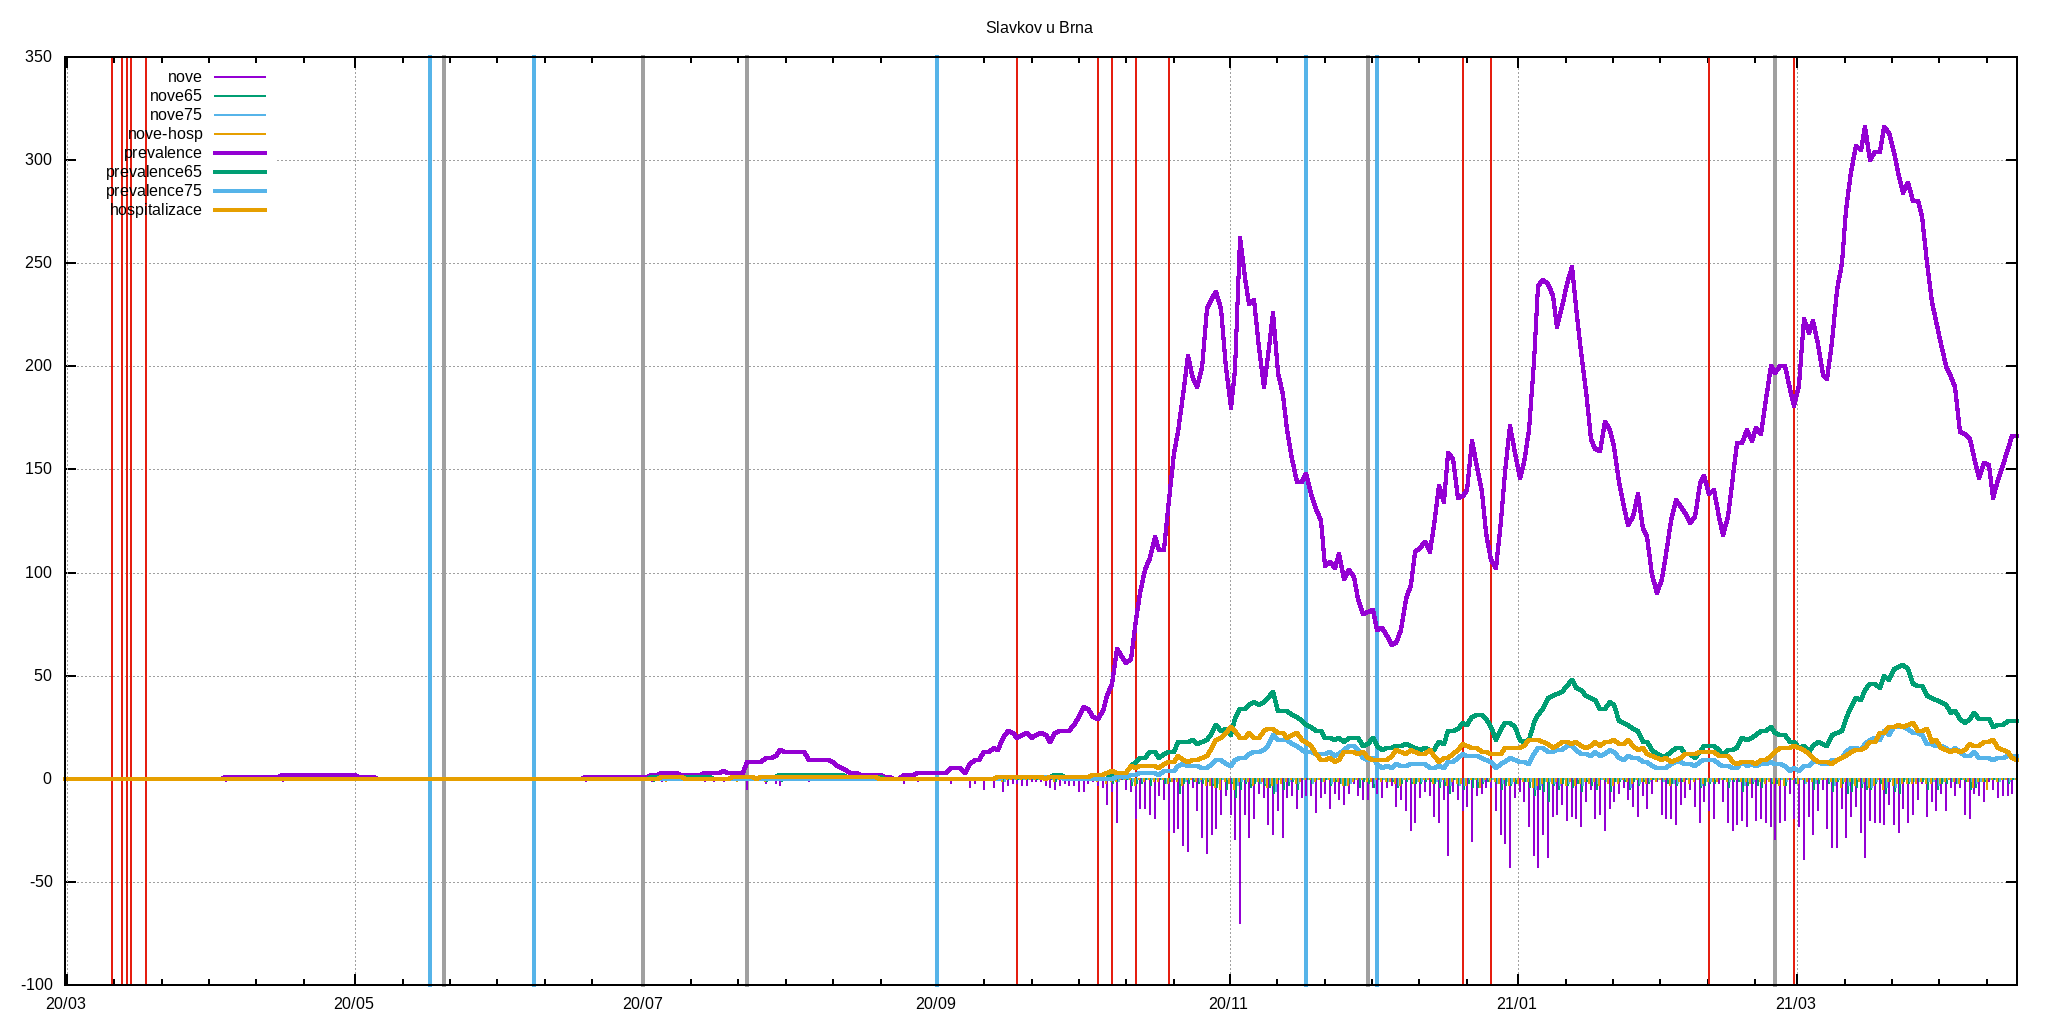 Slavkov u Brna
350
300
250
200
150
100
50
0
-50
-100
nove
nove65
nove75
nove-hosp
prevalence
prevalence65
prevalence75
hospitalizace
20/03 20/05 20/07 20/09 20/11 21/01 21/03